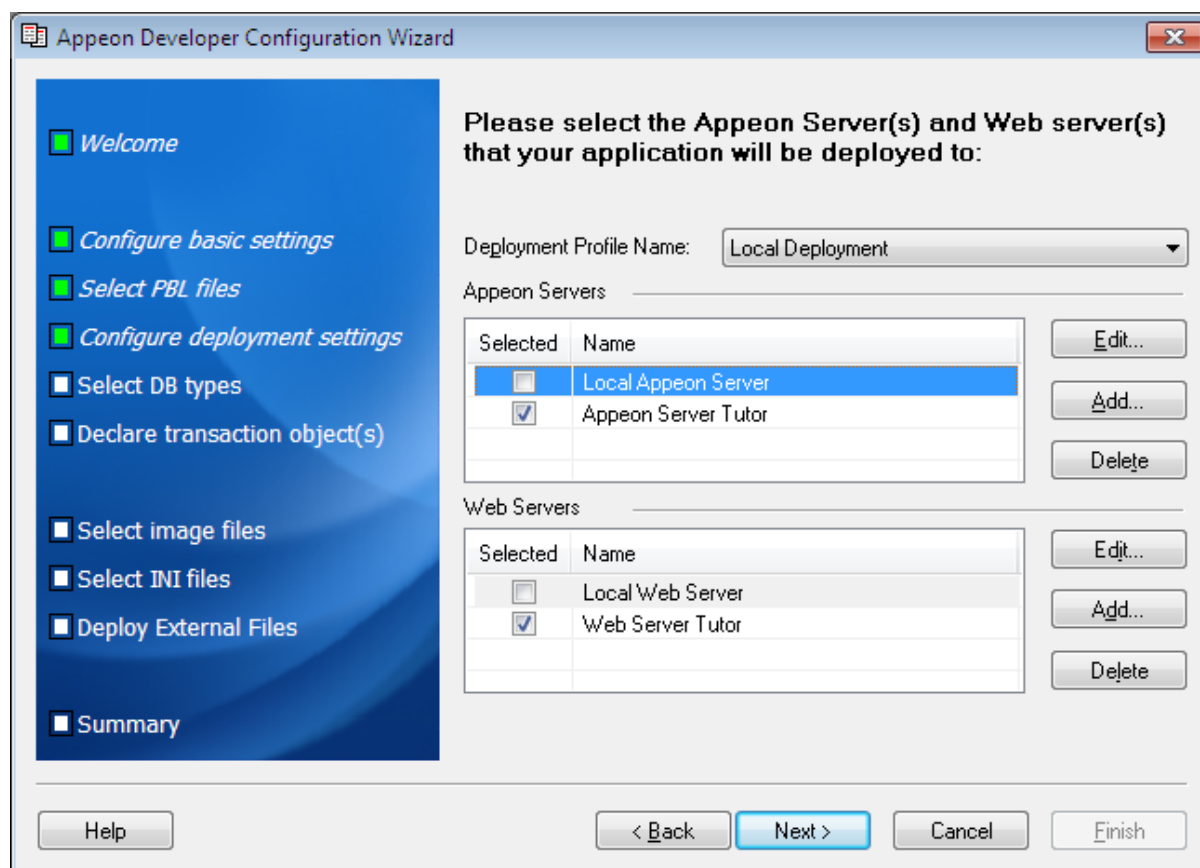 Appeon Developer Configuration Wizard
Welcome
Configure basic settings
Select PBL files
Configure deployment settings
Select DB types
Declare transaction object(s)
Select image files
Select INI files
Deploy External Files
Summary
Please select the Appeon Server(s) and Web server(s)
that your application will be deployed to:
Deployment Profile Name: Local Deployment
Appeon Servers
Selected Name
Local Appeon Server
Appeon Server Tutor
Edit...
Add...
Delete
Web Servers
Selected Name
Local Web Server
Web Server Tutor
Edit...
Add...
Delete
Help
< Back
Next >
Cancel
Finish